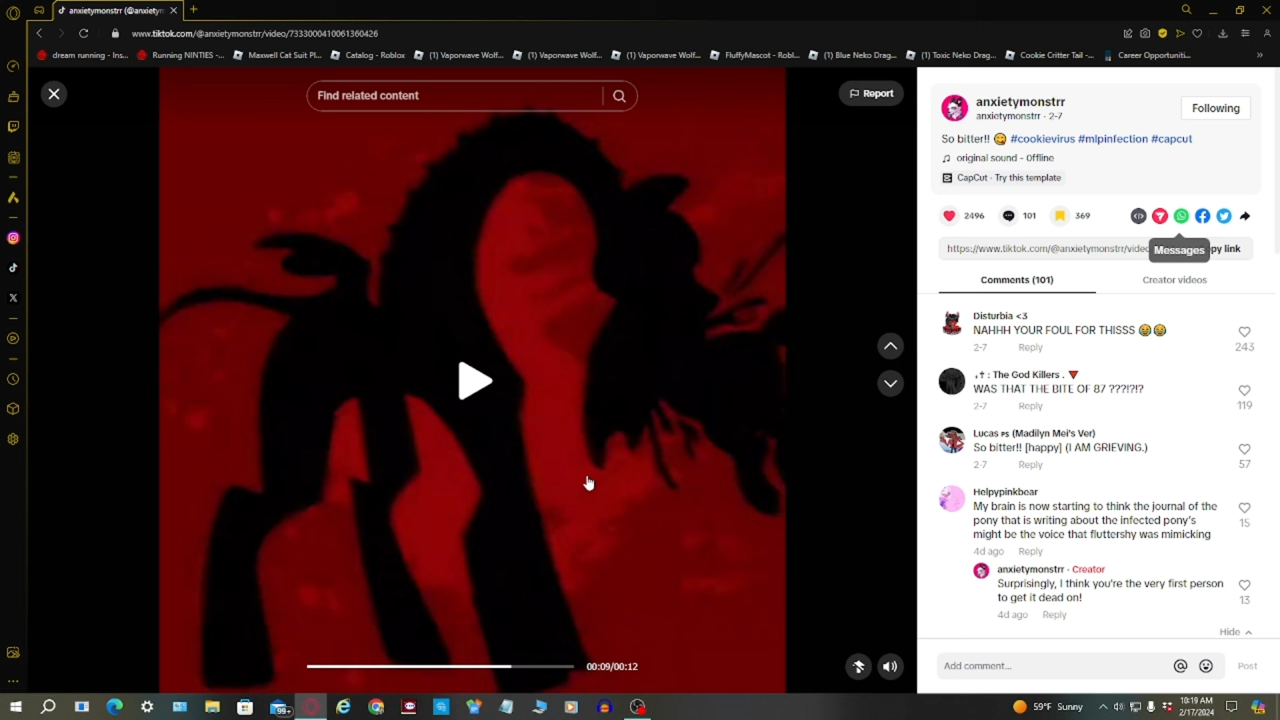 anxietymonstrr (@anxietyn
www.tiktok.com/@anxietymonstrr/video/7333000410061360426
dream running - Ins...
Running NINTIES -...
Maxwell Cat Suit Pl...
Catalog - Roblox
(1) Vaporwave Wolf...
(1) Vaporwave Wolf...
(1) Vaporwave Wolf...
FluffyMascot - Robl...
(1) Blue Neko Drag...
(1) Toxic Neko Drag...
Cookie Critter Tail -...
Career Opportuniti...
Find related content
Report
anxietymonstrr
anxietymonstrr · 2-7
Following
So bitter!! 😋 #cookievirus #mlpinfection #capcut
original sound - Offline
CapCut · Try this template
2496
101
369
https://www.tiktok.com/@anxietymonstrr/videc
Messages
py link
Comments (101)
Creator videos
Disturbia <3
NAHHH YOUR FOUL FOR THISSS 😂😂
2-7
Reply
243
.✝ : The God Killers . 🔻
WAS THAT THE BITE OF 87 ???!?!?
2-7
Reply
119
Lucas PS (Madilyn Mei's Ver)
So bitter!! [happy] (I AM GRIEVING.)
2-7
Reply
57
Helpypinkbear
My brain is now starting to think the journal of the
pony that is writing about the infected pony's
might be the voice that fluttershy was mimicking
15
4d ago
Reply
anxietymonstrr · Creator
Surprisingly, I think you're the very first person
to get it dead on!
13
4d ago
Reply
Hide
00:09/00:12
Add comment...
Post
99+
59°F Sunny
10:19 AM
2/17/2024